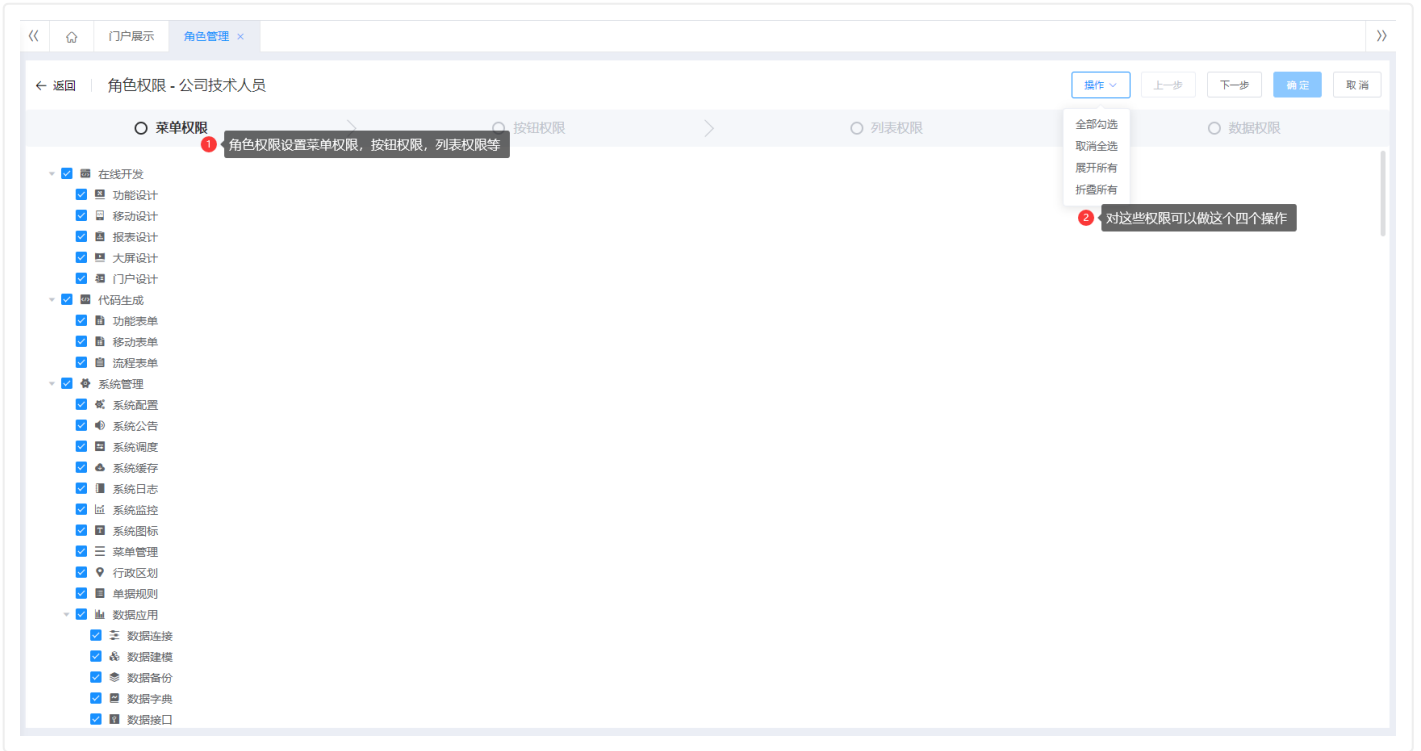 门户展示 角色管理 ×
返回 角色权限 - 公司技术人员 操作 上一步 下一步 确定 取消
菜单权限 按钮权限 列表权限 数据权限
1 角色权限设置菜单权限，按钮权限，列表权限等
全部勾选
取消全选
展开所有
折叠所有
2 对这些权限可以做这个四个操作
在线开发
功能设计
移动设计
报表设计
大屏设计
门户设计
代码生成
功能表单
移动表单
流程表单
系统管理
系统配置
系统公告
系统调度
系统缓存
系统日志
系统监控
系统图标
菜单管理
行政区划
单据规则
数据应用
数据连接
数据建模
数据备份
数据字典
数据接口